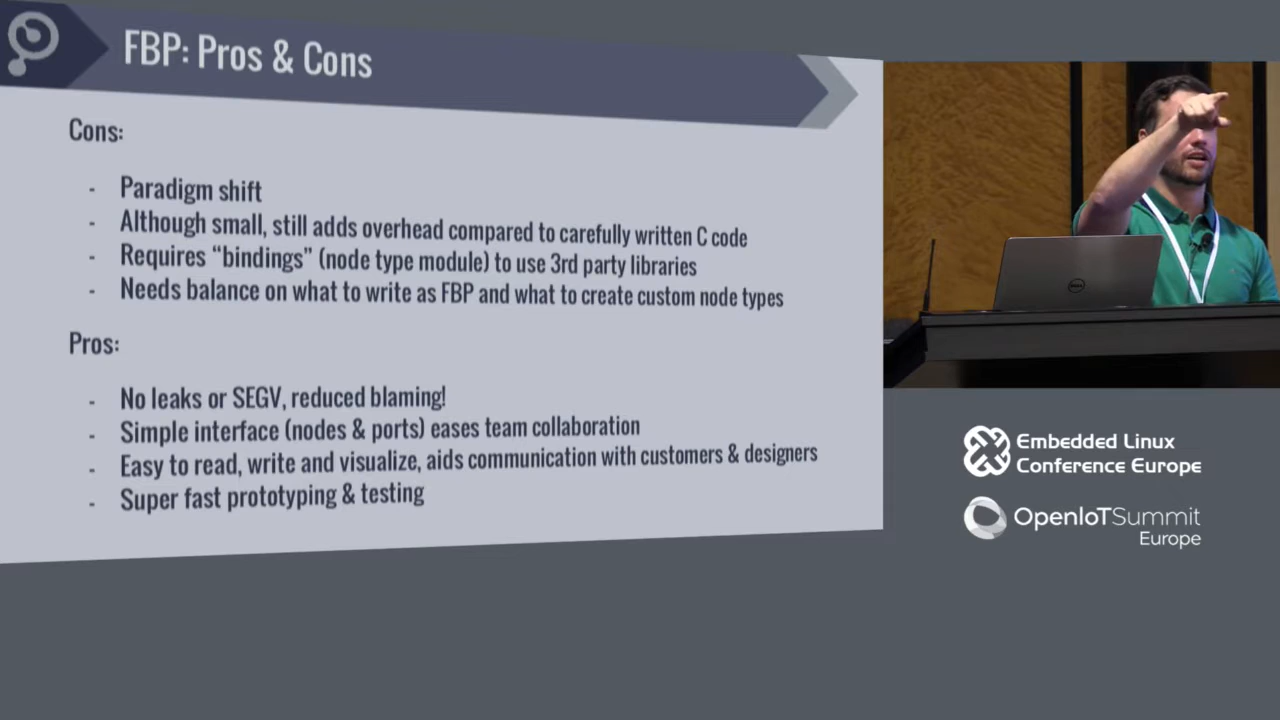 FBP: Pros & Cons
Cons:
- Paradigm shift
- Although small, still adds overhead compared to carefully written C code
- Requires “bindings” (node type module) to use 3rd party libraries
- Needs balance on what to write as FBP and what to create custom node types
Pros:
- No leaks or SEGV, reduced blaming!
- Simple interface (nodes & ports) eases team collaboration
- Easy to read, write and visualize, aids communication with customers & designers
- Super fast prototyping & testing
DELL
Embedded Linux
Conference Europe
OpenIoTSummit
Europe